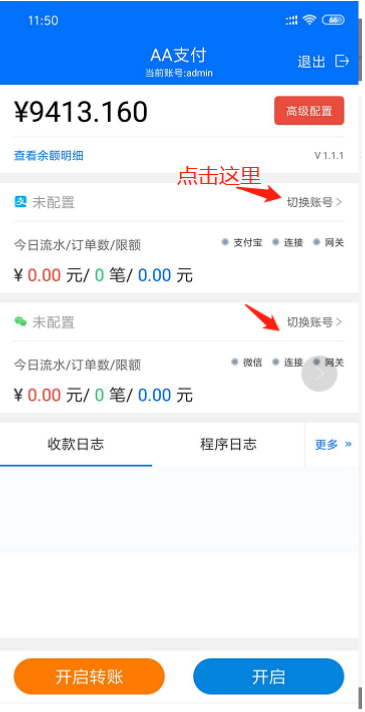 11:50
66
AA支付
当前账号:admin
退出
¥9413.160
高级配置
查看余额明细
V 1.1.1
点击这里
未配置
切换账号>
今日流水/订单数/限额
支付宝 连接 网关
¥ 0.00 元/ 0 笔/ 0.00 元
未配置
切换账号>
今日流水/订单数/限额
微信 连接 网关
¥ 0.00 元/ 0 笔/ 0.00 元
收款日志 程序日志 更多 »
开启转账 开启